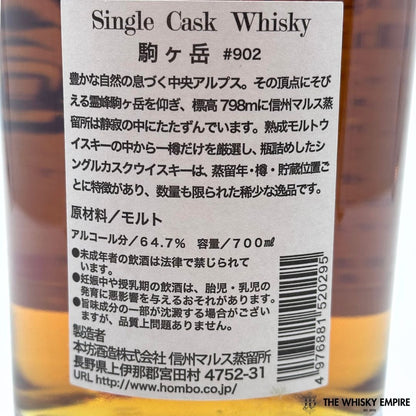 Single Cask Whisky
駒ヶ岳 #902
豊かな自然の息づく中央アルプス。その頂点にそび
える霊峰駒ヶ岳を仰ぎ、標高798mに信州マルス蒸
留所は静寂の中にたたずんでいます。熟成モルトウ
イスキーの中から一樽だけを厳選し、瓶詰めしたシ
ングルカスクウイスキーは、蒸留年・樽・貯蔵位置ご
とに特徴があり、数量も限られた稀少な逸品です。
原材料/モルト
アルコール分/64.7% 容量/700㎖
●未成年者の飲酒は法律で禁じられて
います。
●妊娠中や授乳期の飲酒は、胎児・乳児の
発育に悪影響を与えるおそれがあります。
●旨味成分の一部が沈澱する場合がござい
ますが、品質上問題ありません。
製造者
本坊酒造株式会社 信州マルス蒸留所
長野県上伊那郡宮田村 4752-31
URL http://www.hombo.co.jp/
4 976881 520295
THE WHISKY EMPIRE